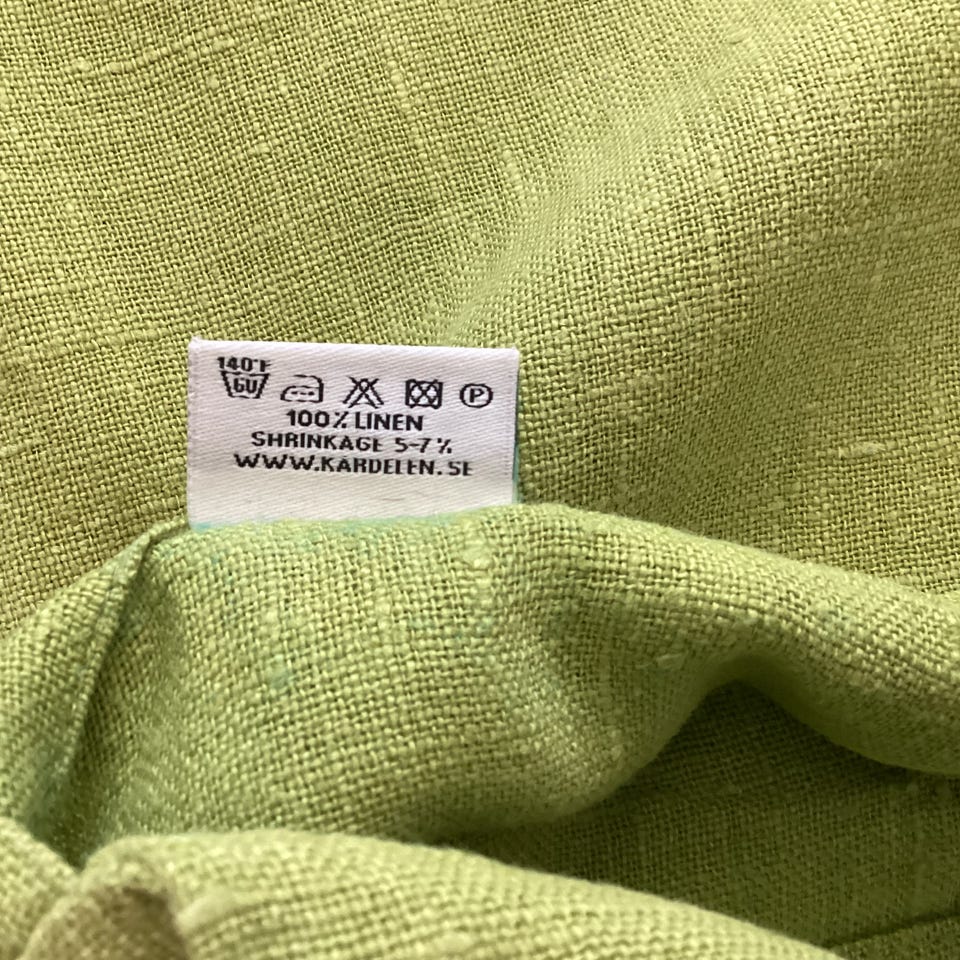 140°F
60
P
100% LINEN
SHRINKAGE 5-7%
WWW.KARDELEN.SE